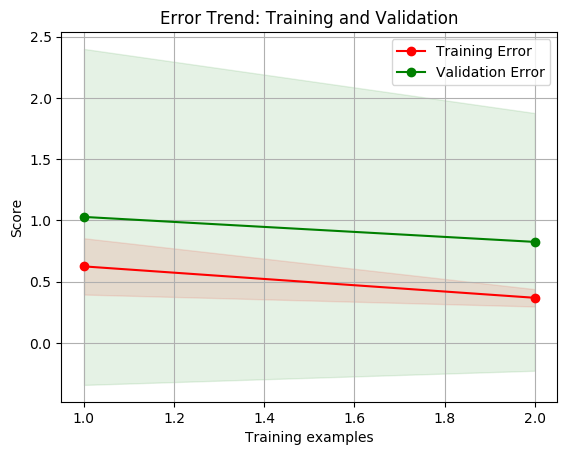 Error Trend: Training and Validation
Training Error
Validation Error
Score
2.5
2.0
1.5
1.0
0.5
0.0
1.0 1.2 1.4 1.6 1.8 2.0
Training examples